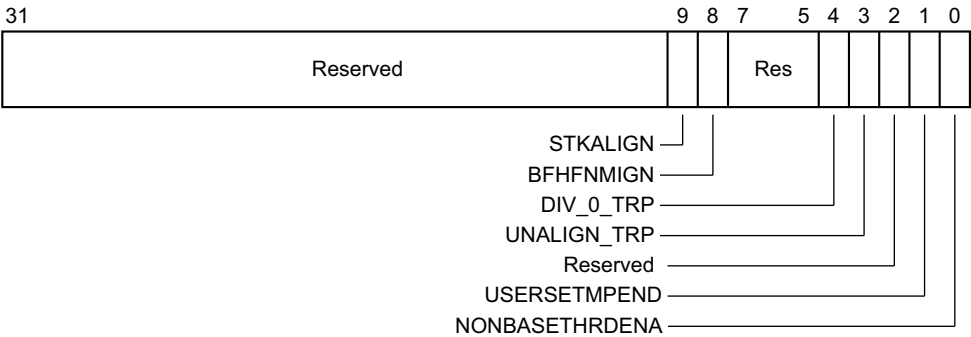 31 9 8 7 5 4 3 2 1 0
Reserved Res
STKALIGN
BFHFNMIGN
DIV_0_TRP
UNALIGN_TRP
Reserved
USERSETMPEND
NONBASETHRDENA